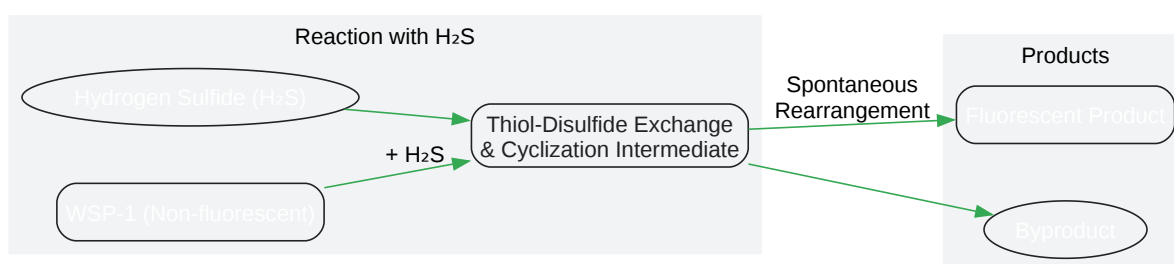 Reaction with H₂S
Hydrogen Sulfide (H₂S)
WSP-1 (Non-fluorescent)
+ H₂S
Thiol-Disulfide Exchange
& Cyclization Intermediate
Spontaneous
Rearrangement
Products
Fluorescent Product
Byproduct